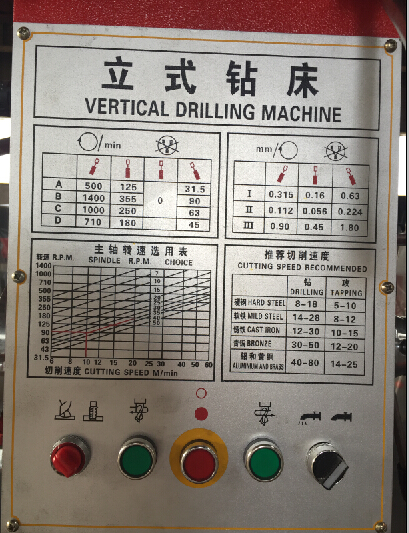 立式钻床
VERTICAL DRILLING MACHINE
/min
A 500 125 31.5
B 1400 355 0 90
C 1000 250 63
D 710 180 45
mm/
I 0.315 0.16 0.63
II 0.112 0.056 0.224
III 0.90 0.45 1.80
主轴转速选用表
转速 R.P.M. SPINDLE R.P.M. CHOICE
1400
1000
710
500
355
250
180
125
90
63
45
31.5
6 8 10 15 20 25 30 40 50 60
切削速度 CUTTING SPEED M/min
推荐切削速度
CUTTING SPEED RECOMMENDED
钻 攻
DRILLING TAPPING
硬钢 HARD STEEL 8-18 5-10
软钢 MILD STEEL 14-28 8-12
铸铁 CAST IRON 12-30 10-15
青铜 BRONZE 30-50 12-20
铝和黄铜
ALUMINIUM AND BRASS 40-80 14-25